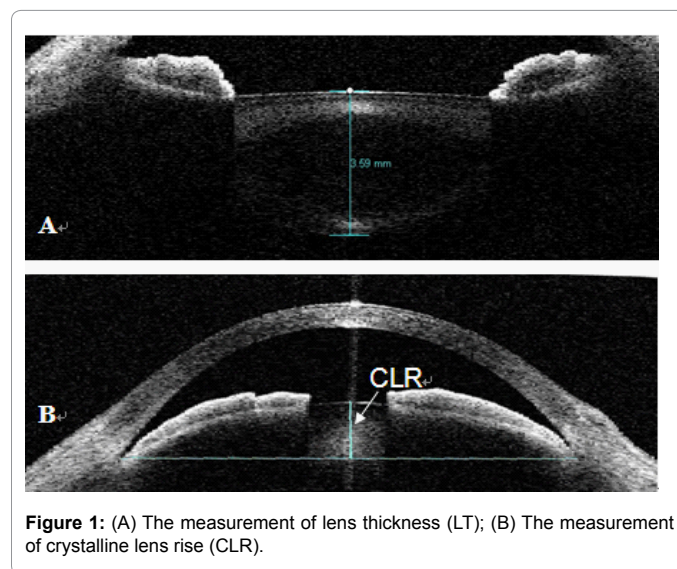 3.59 mm
A↵
CLR↵
B↵
Figure 1: (A) The measurement of lens thickness (LT); (B) The measurement
of crystalline lens rise (CLR).